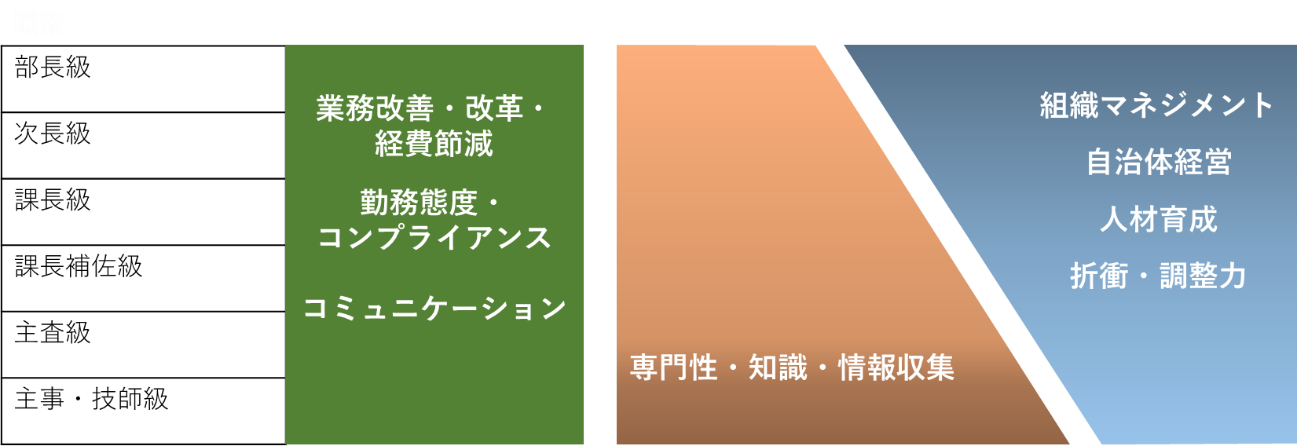 部長級
次長級
課長級
課長補佐級
主査級
主事・技師級
業務改善・改革・
経費節減
勤務態度・
コンプライアンス
コミュニケーション
専門性・知識・情報収集
組織マネジメント
自治体経営
人材育成
折衝・調整力